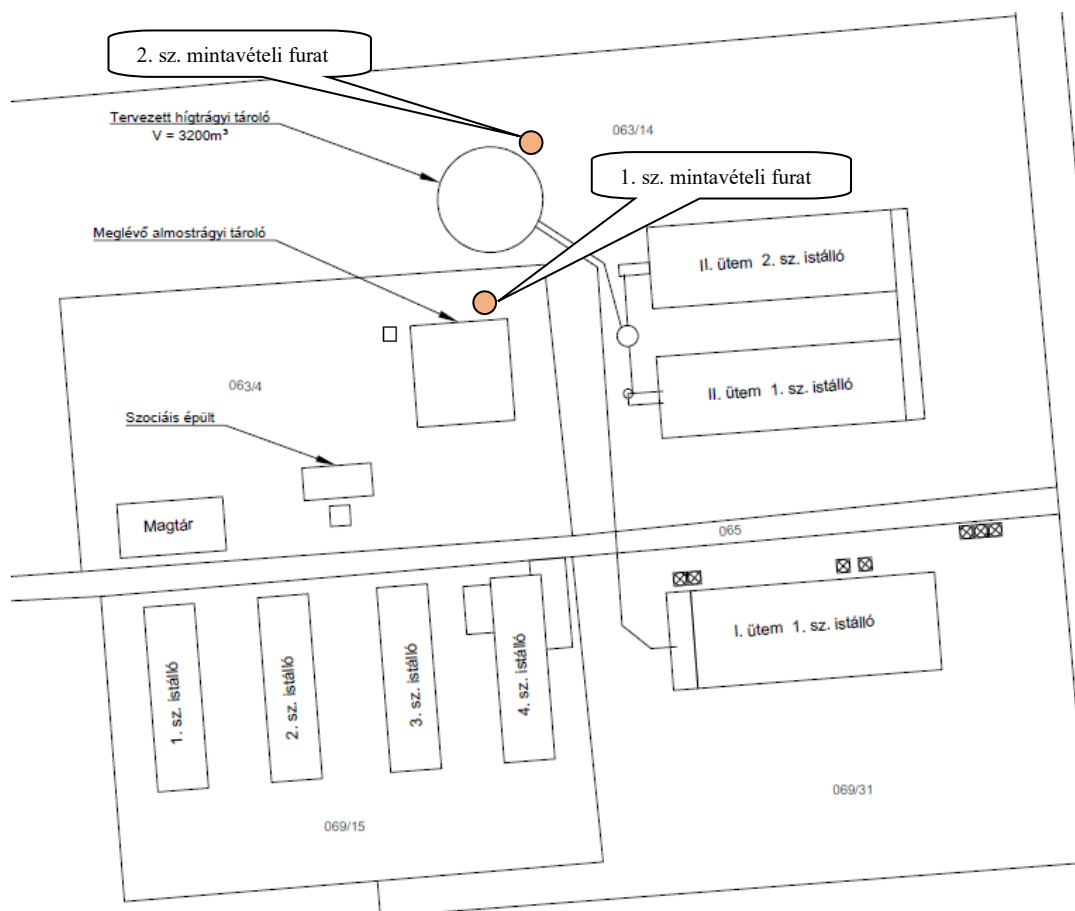 2. sz. mintavételi furat
Tervezett hígtrágyi tároló
V = 3200m³
063/14
1. sz. mintavételi furat
Meglévő almostrágyi tároló
II. ütem 2. sz. istálló
063/4
II. ütem 1. sz. istálló
Szociáis épült
Magtár
065
I. ütem 1. sz. istálló
1. sz. istálló
2. sz. istálló
3. sz. istálló
4. sz. istálló
069/31
069/15